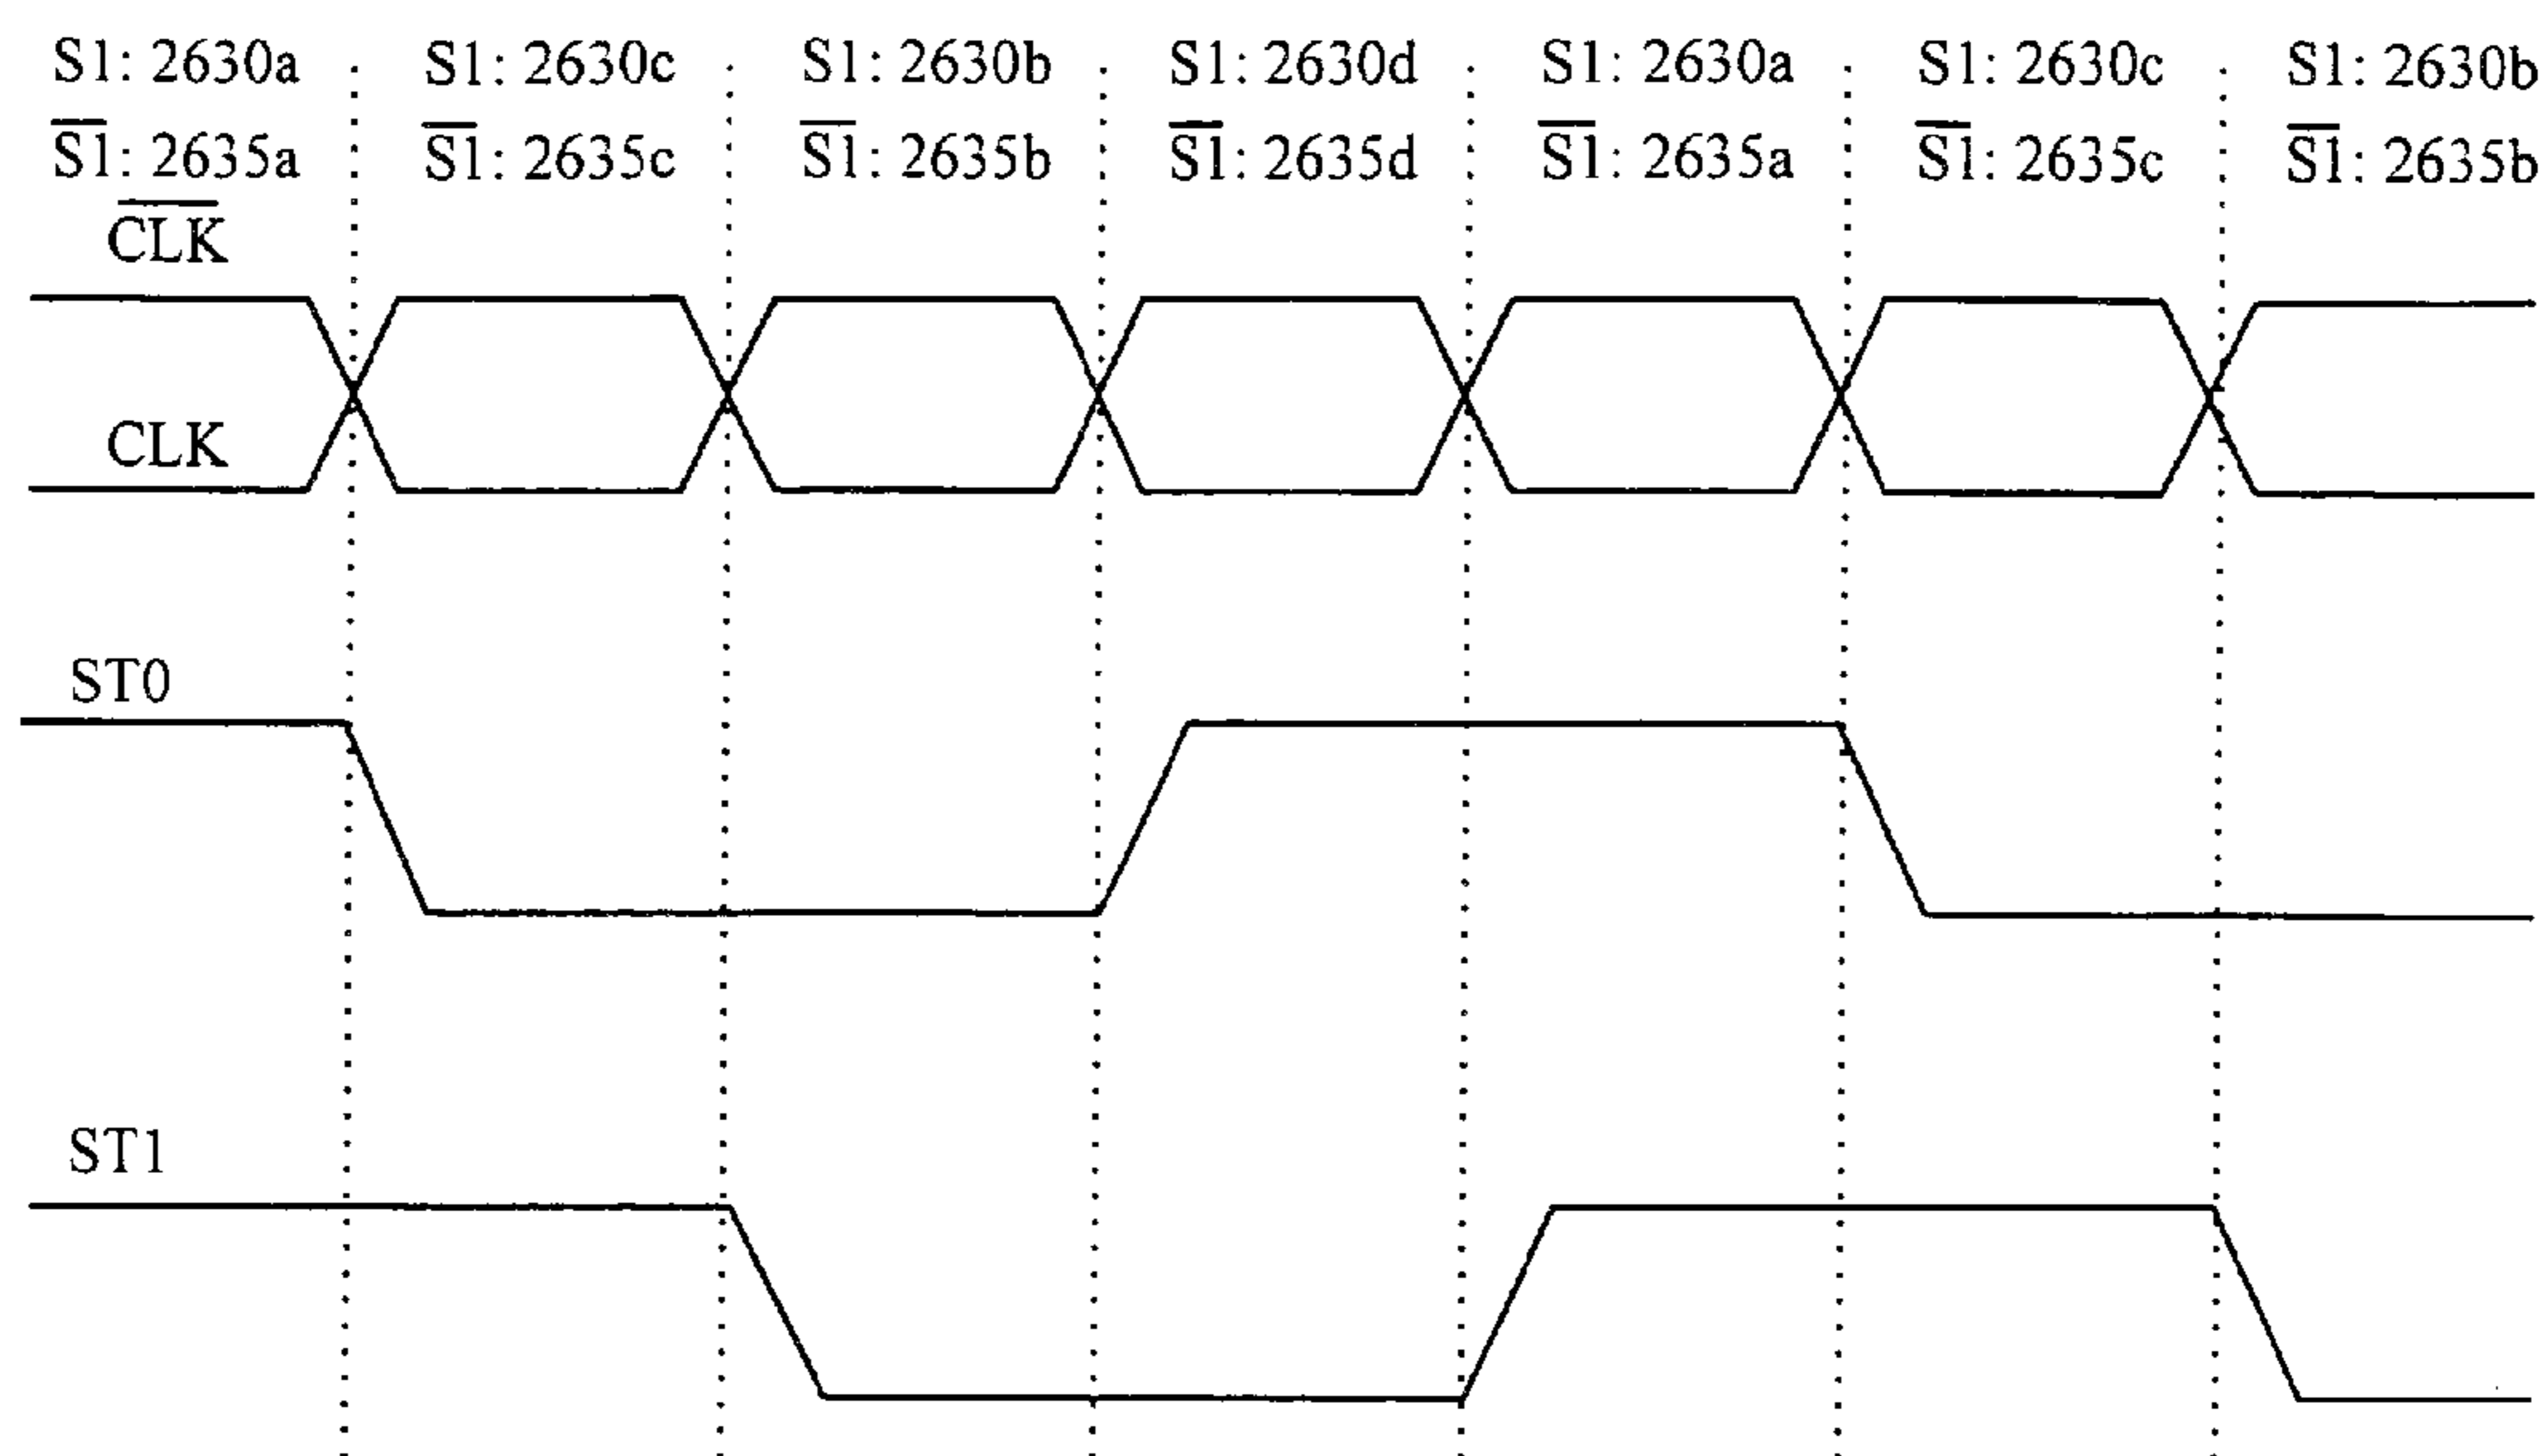 S1: 2630a S1: 2630c S1: 2630b S1: 2630d S1: 2630a S1: 2630c S1: 2630b
S̅1̅: 2635a S̅1̅: 2635c S̅1̅: 2635b S̅1̅: 2635d S̅1̅: 2635a S̅1̅: 2635c S̅1̅: 2635b
C̅L̅K̅
CLK
ST0
ST1